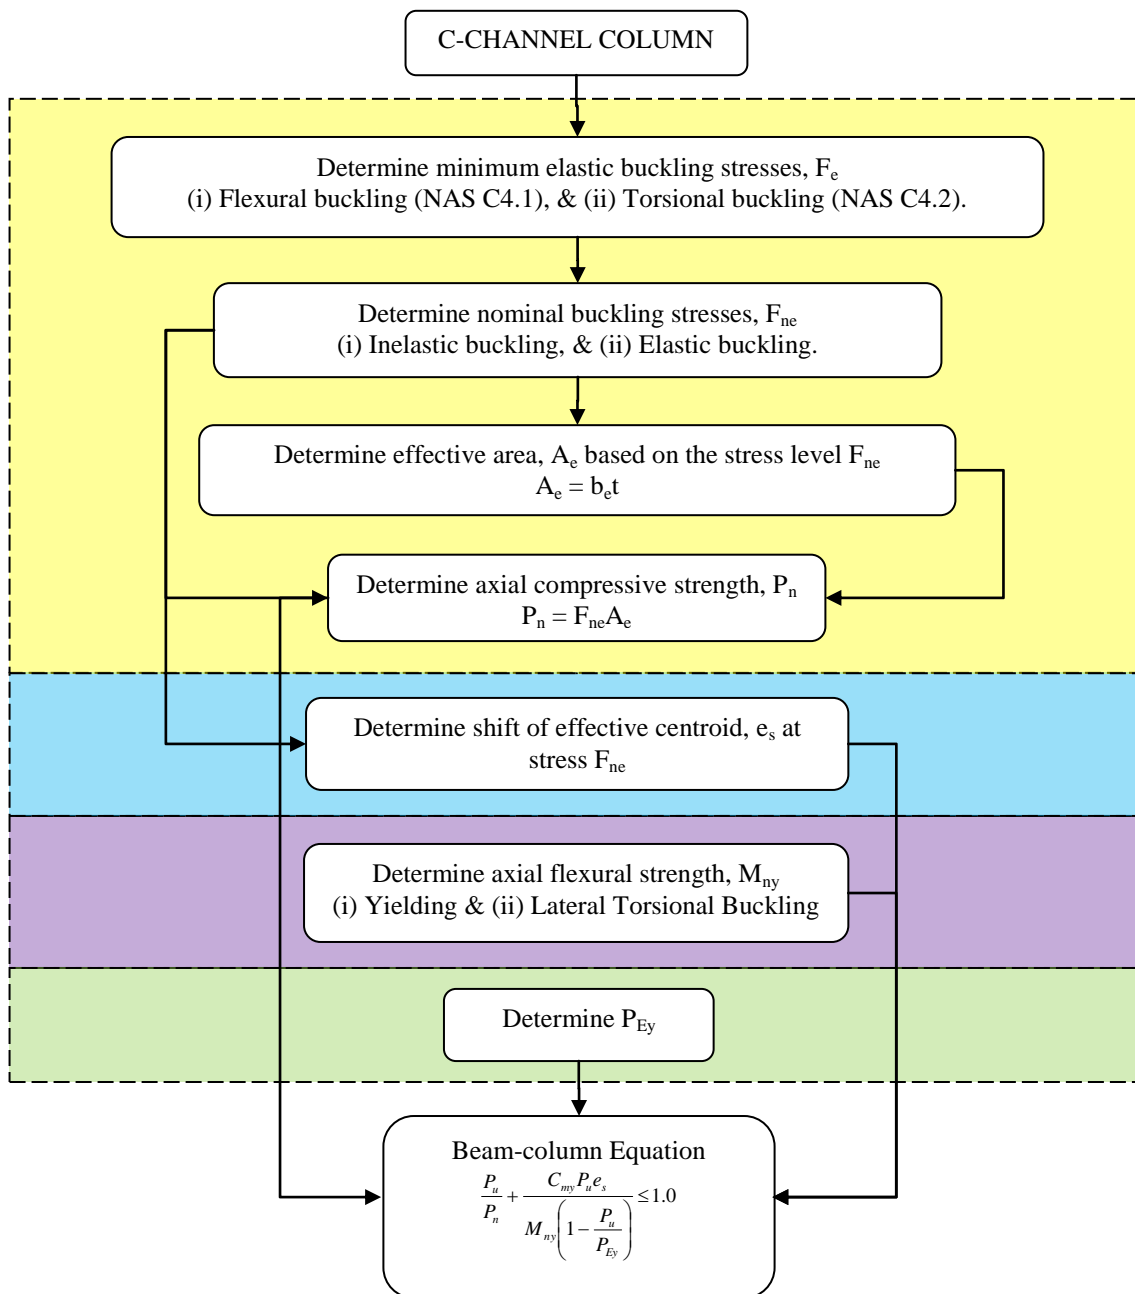 C-CHANNEL COLUMN
Determine minimum elastic buckling stresses, Fe
(i) Flexural buckling (NAS C4.1), & (ii) Torsional buckling (NAS C4.2).
Determine nominal buckling stresses, Fne
(i) Inelastic buckling, & (ii) Elastic buckling.
Determine effective area, Ae based on the stress level Fne
Ae = bet
Determine axial compressive strength, Pn
Pn = FneAe
Determine shift of effective centroid, es at
stress Fne
Determine axial flexural strength, Mny
(i) Yielding & (ii) Lateral Torsional Buckling
Determine PEy
Beam-column Equation
Pu/Pn + CmyPues/Mny(1 − Pu/PEy) ≤ 1.0